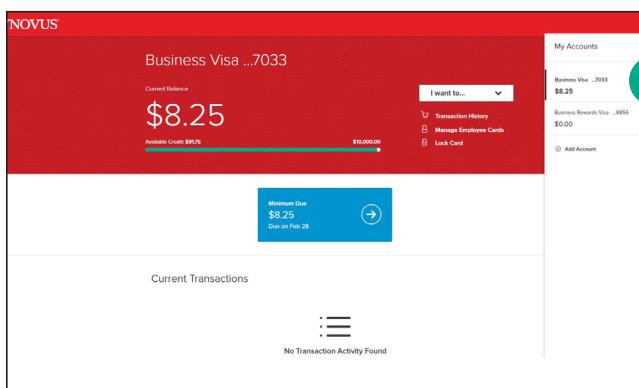 NOVUS
Business Visa ...7033
Current Balance
$8.25
Available Credit $91.75
$10,000.00
I want to...
Transaction History
Manage Employee Cards
Lock Card
My Accounts
Business Visa ...7033
$8.25
Business Rewards Visa ...8856
$0.00
Add Account
Minimum Due
$8.25
Due on Feb 28
Current Transactions
No Transaction Activity Found